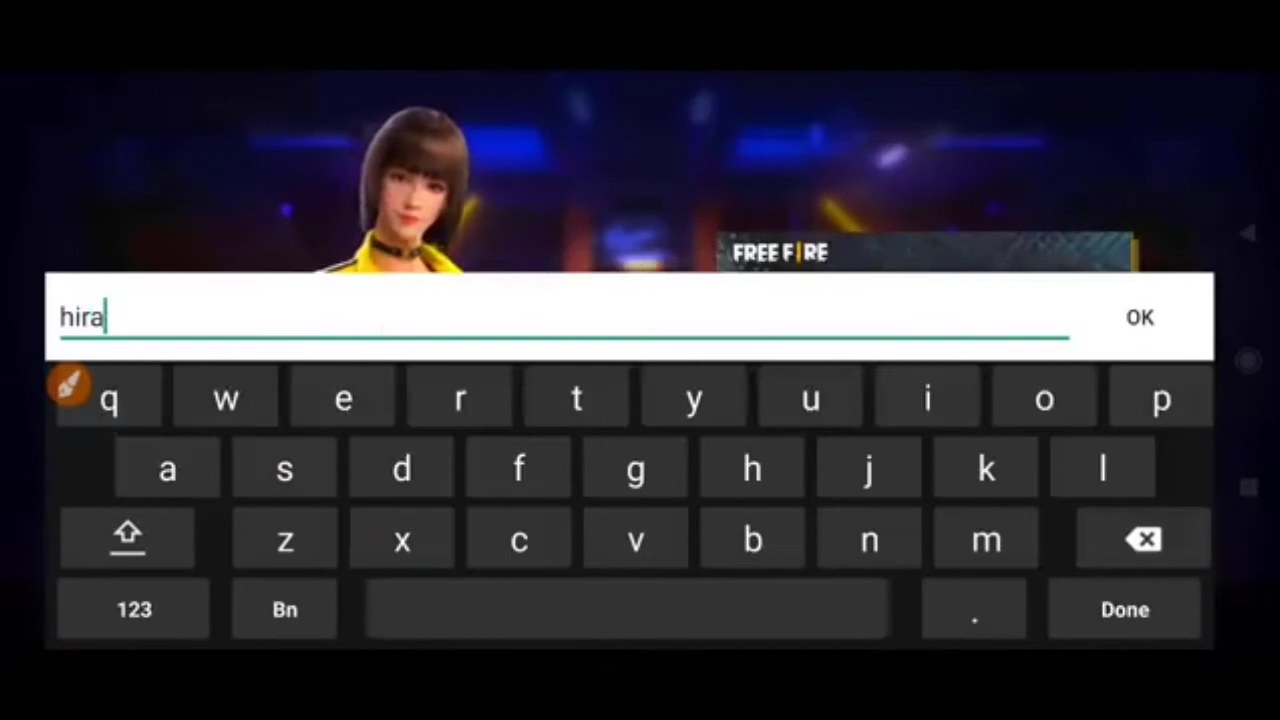 FREE FIRE
hira
OK
q w e r t y u i o p
a s d f g h j k l
z x c v b n m
123 Bn . Done